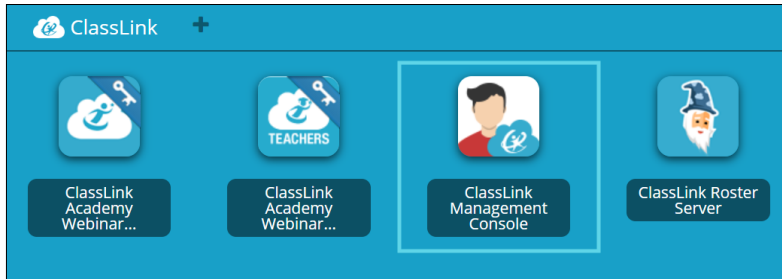 ClassLink
TEACHERS
ClassLink
Academy
Webinar...
ClassLink
Academy
Webinar...
ClassLink
Management
Console
ClassLink Roster
Server